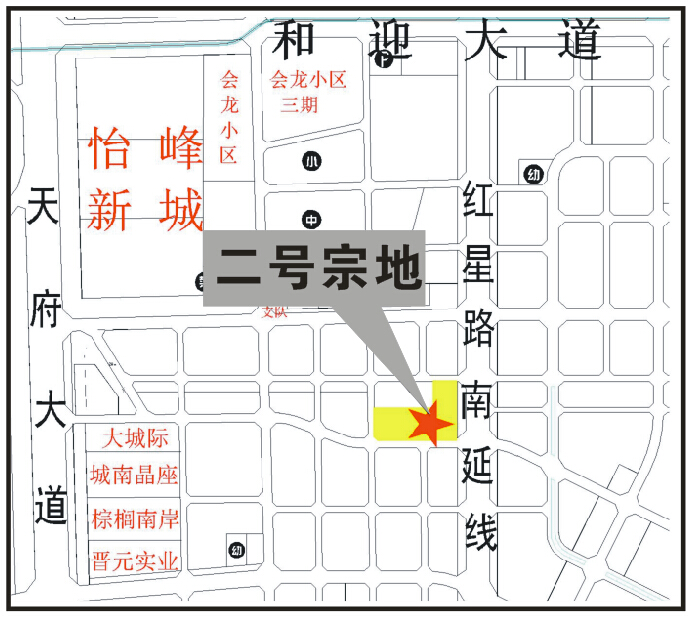 和迎大道
会龙小区
会龙小区
三期
怡峰
新城
小
幼
中
天府大道
红星路南延线
二号宗地
支队
大城际
城南晶座
棕榈南岸
晋元实业
幼